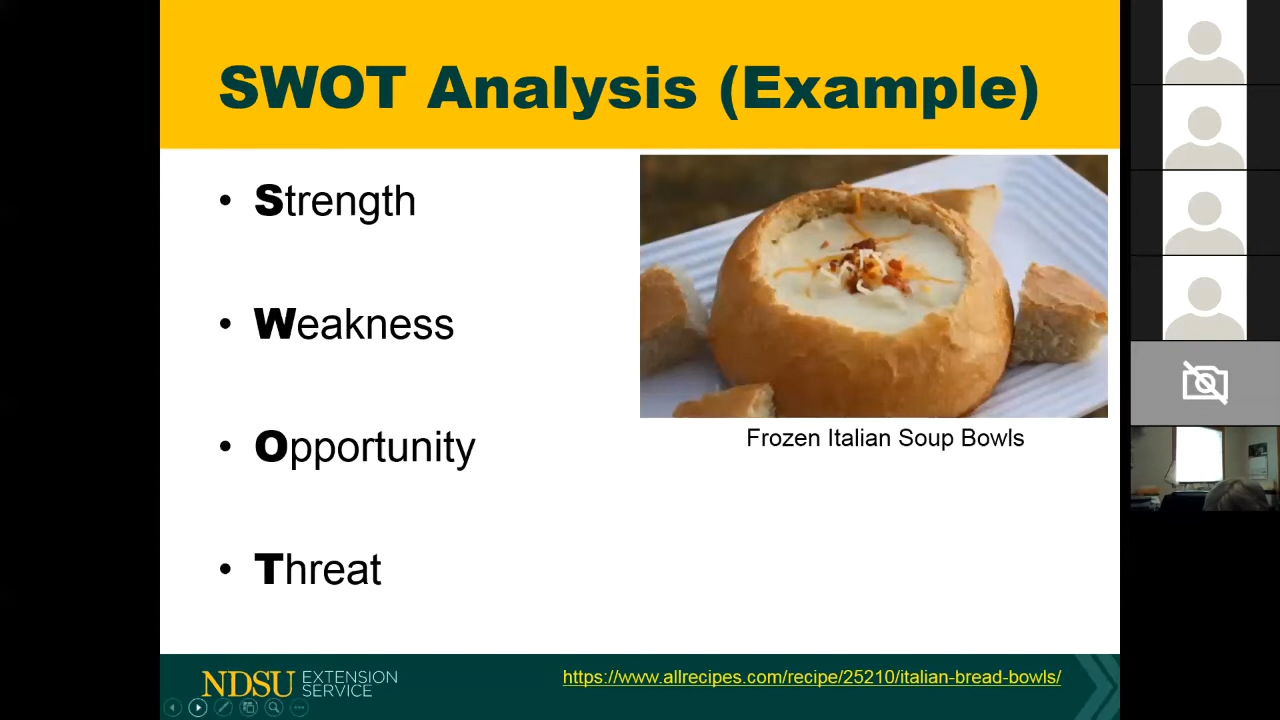 SWOT Analysis (Example)
• Strength
• Weakness
• Opportunity
• Threat
Frozen Italian Soup Bowls
NDSU EXTENSION
SERVICE
https://www.allrecipes.com/recipe/25210/italian-bread-bowls/